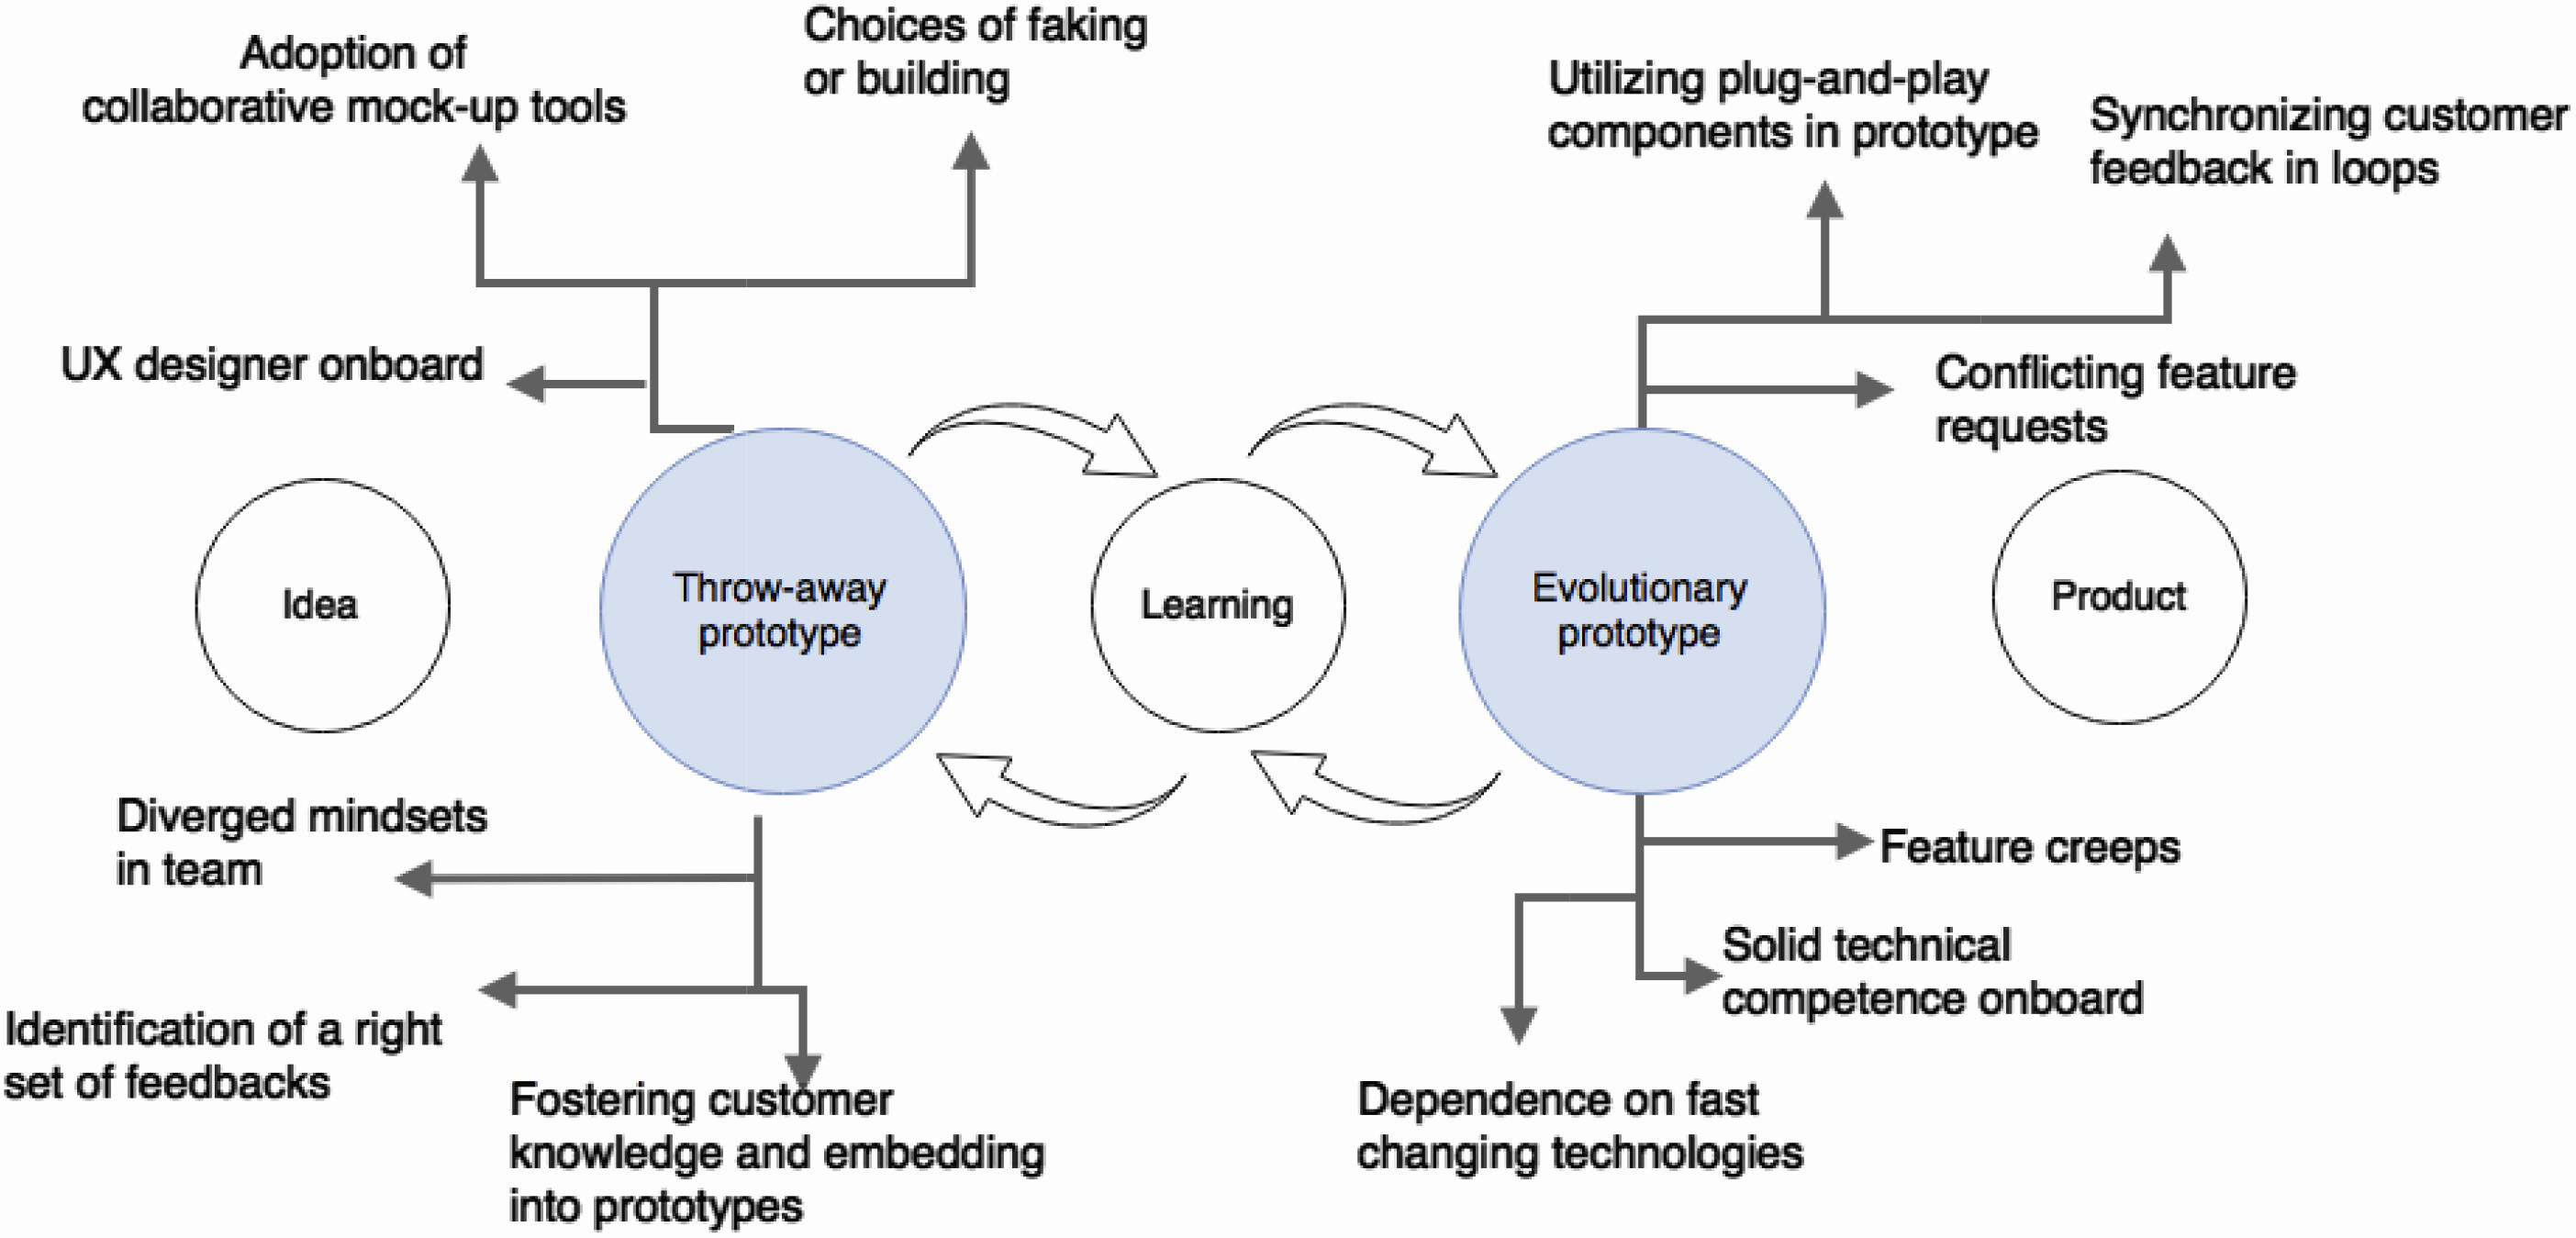 Adoption of
collaborative mock-up tools
Choices of faking
or building
Utilizing plug-and-play
components in prototype
Synchronizing customer
feedback in loops
UX designer onboard
Conflicting feature
requests
Idea
Throw-away
prototype
Learning
Evolutionary
prototype
Product
Diverged mindsets
in team
Identification of a right
set of feedbacks
Fostering customer
knowledge and embedding
into prototypes
Feature creeps
Solid technical
competence onboard
Dependence on fast
changing technologies